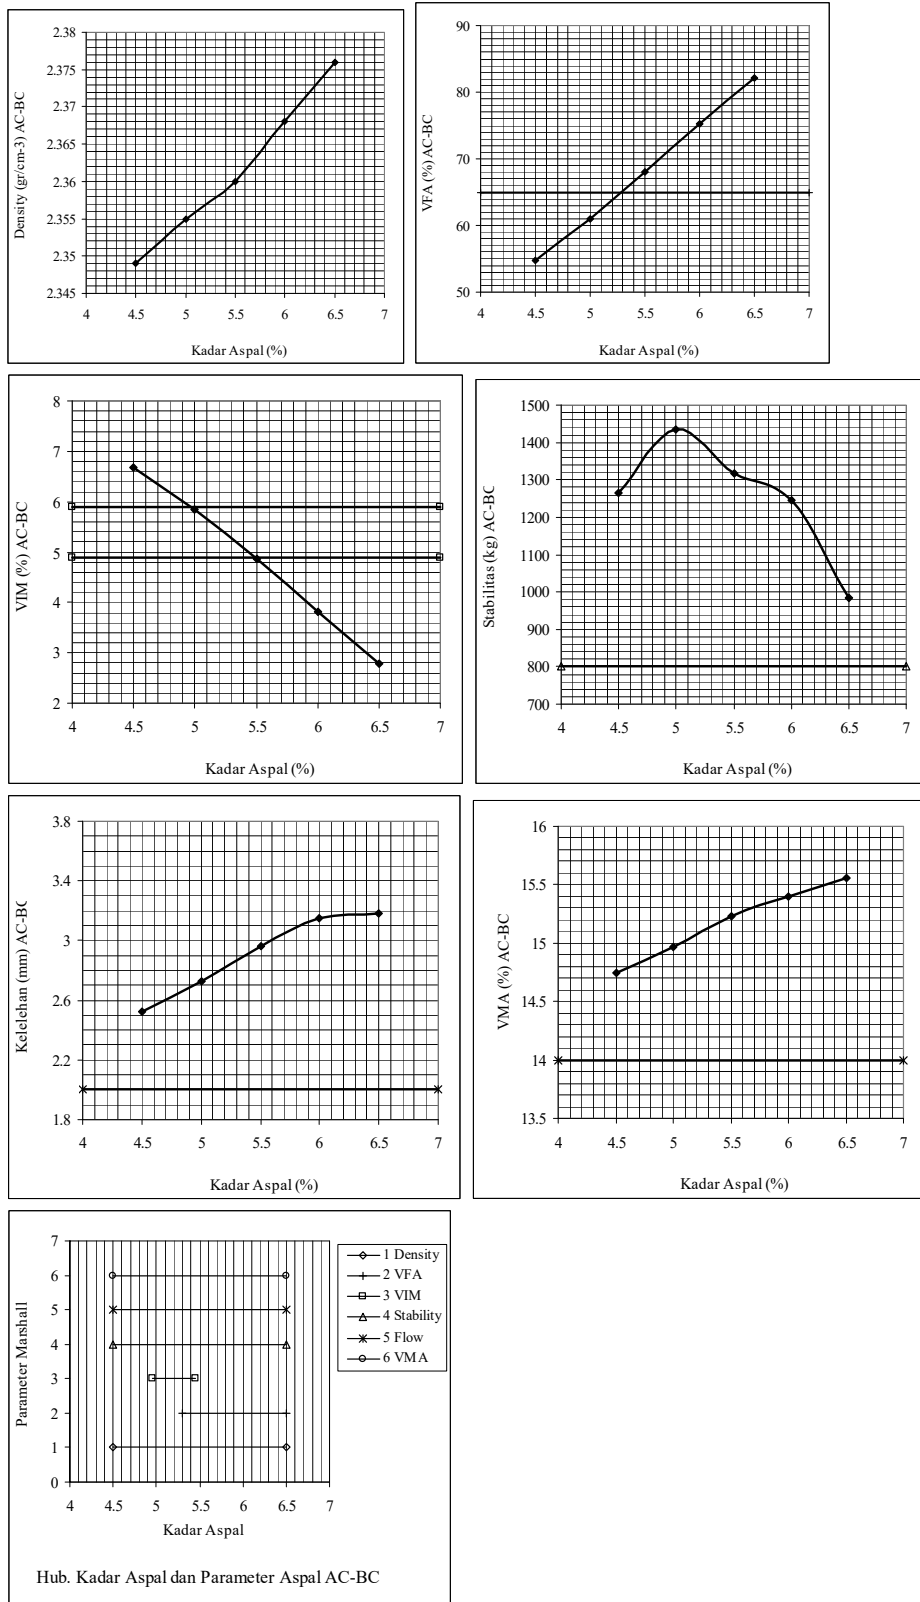 2.38
2.375
2.37
2.365
2.36
2.355
2.35
2.345
4 4.5 5 5.5 6 6.5 7
Density (gr/cm-3) AC-BC
Kadar Aspal (%)
90
80
70
60
50
4 4.5 5 5.5 6 6.5 7
VFA (%) AC-BC
Kadar Aspal (%)
8
7
6
5
4
3
2
4 4.5 5 5.5 6 6.5 7
VIM (%) AC-BC
Kadar Aspal (%)
1500
1400
1300
1200
1100
1000
900
800
700
4 4.5 5 5.5 6 6.5 7
Stabilitas (kg) AC-BC
Kadar Aspal (%)
3.8
3.4
3
2.6
2.2
1.8
4 4.5 5 5.5 6 6.5 7
Kelelehan (mm) AC-BC
Kadar Aspal (%)
16
15.5
15
14.5
14
13.5
4 4.5 5 5.5 6 6.5 7
VMA (%) AC-BC
Kadar Aspal (%)
7
6
5
4
3
2
1
0
4 4.5 5 5.5 6 6.5 7
Parameter Marshall
Kadar Aspal
1 Density
2 VFA
3 VIM
4 Stability
5 Flow
6 VMA
Hub. Kadar Aspal dan Parameter Aspal AC-BC